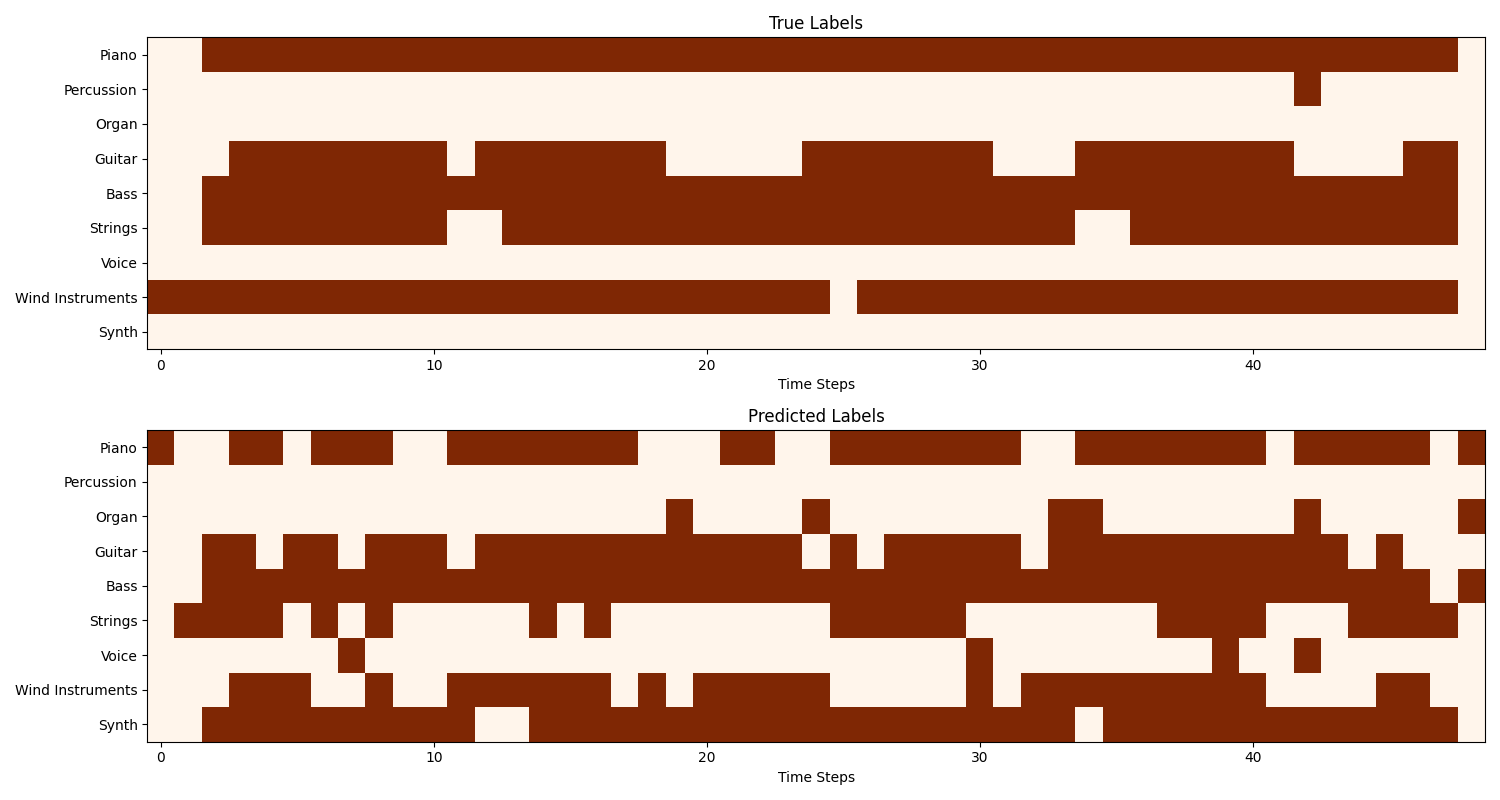 True Labels
Piano
Percussion
Organ
Guitar
Bass
Strings
Voice
Wind Instruments
Synth
0 10 20 30 40
Time Steps
Predicted Labels
Piano
Percussion
Organ
Guitar
Bass
Strings
Voice
Wind Instruments
Synth
0 10 20 30 40
Time Steps